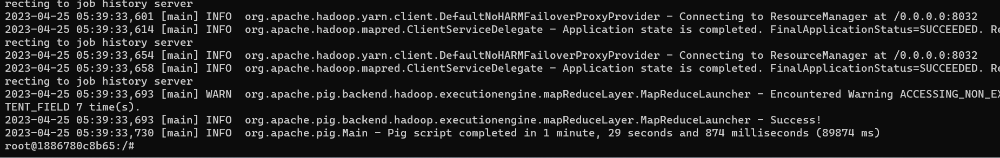 recting to job history server
2023-04-25 05:39:33,601 [main] INFO  org.apache.hadoop.yarn.client.DefaultNoHARMFailoverProxyProvider - Connecting to ResourceManager at /0.0.0.0:8032
2023-04-25 05:39:33,614 [main] INFO  org.apache.hadoop.mapred.ClientServiceDelegate - Application state is completed. FinalApplicationStatus=SUCCEEDED. Re
recting to job history server
2023-04-25 05:39:33,654 [main] INFO  org.apache.hadoop.yarn.client.DefaultNoHARMFailoverProxyProvider - Connecting to ResourceManager at /0.0.0.0:8032
2023-04-25 05:39:33,658 [main] INFO  org.apache.hadoop.mapred.ClientServiceDelegate - Application state is completed. FinalApplicationStatus=SUCCEEDED. Re
recting to job history server
2023-04-25 05:39:33,693 [main] WARN  org.apache.pig.backend.hadoop.executionengine.mapReduceLayer.MapReduceLauncher - Encountered Warning ACCESSING_NON_EX
TENT_FIELD 7 time(s).
2023-04-25 05:39:33,693 [main] INFO  org.apache.pig.backend.hadoop.executionengine.mapReduceLayer.MapReduceLauncher - Success!
2023-04-25 05:39:33,730 [main] INFO  org.apache.pig.Main - Pig script completed in 1 minute, 29 seconds and 874 milliseconds (89874 ms)
root@1886780c8b65:/#